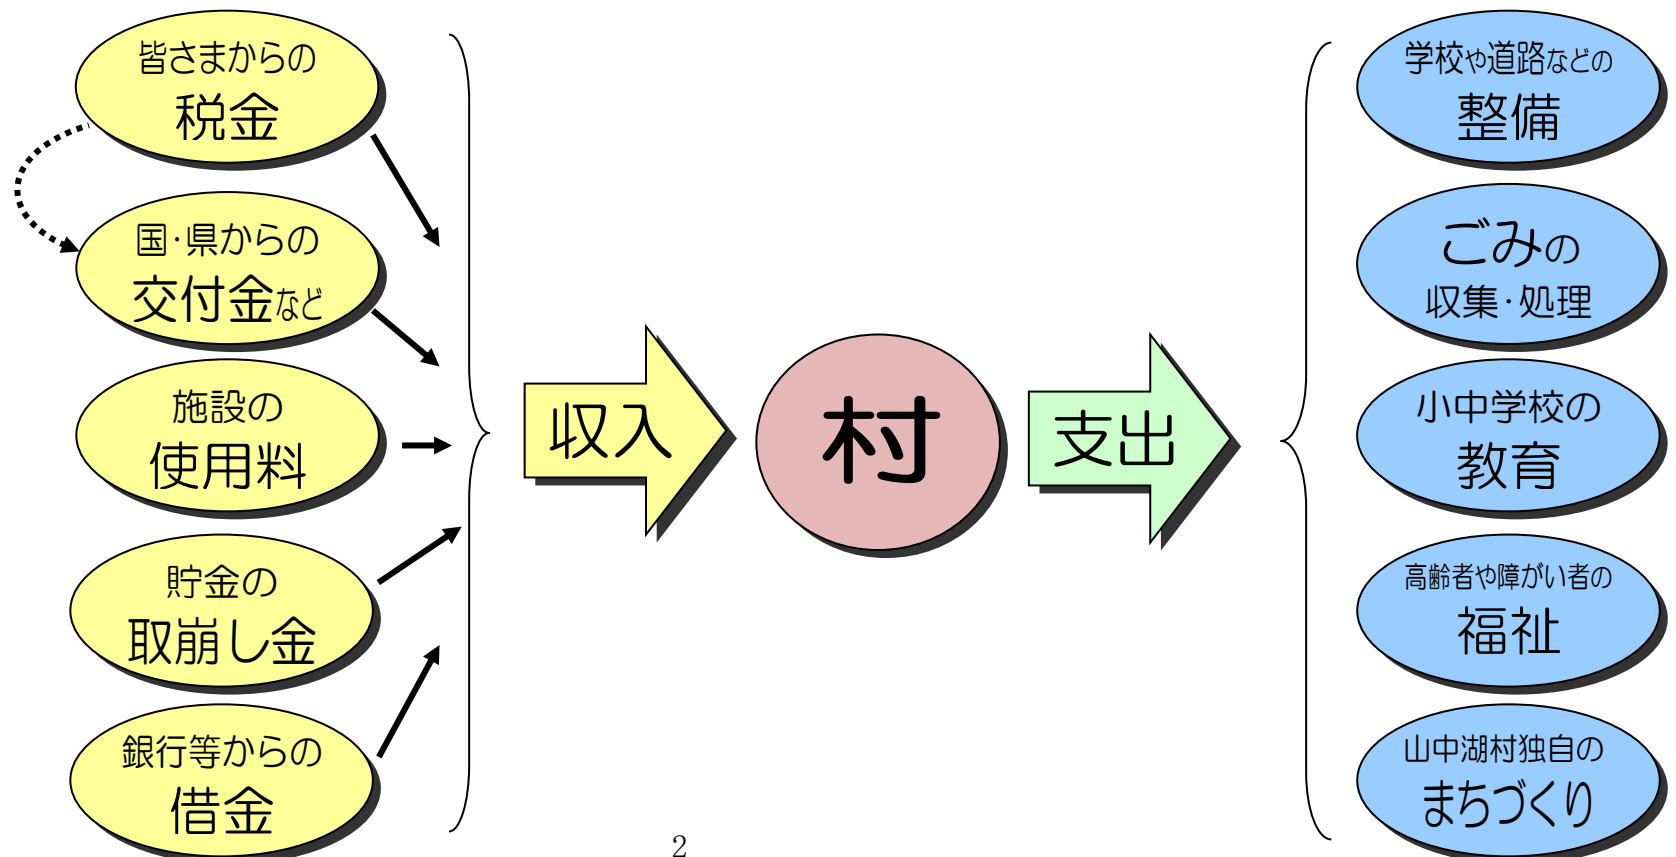 皆さまからの
税金
国・県からの
交付金など
施設の
使用料
貯金の
取崩し金
銀行等からの
借金
収入
村
支出
学校や道路などの
整備
ごみの
収集・処理
小中学校の
教育
高齢者や障がい者の
福祉
山中湖村独自の
まちづくり
2